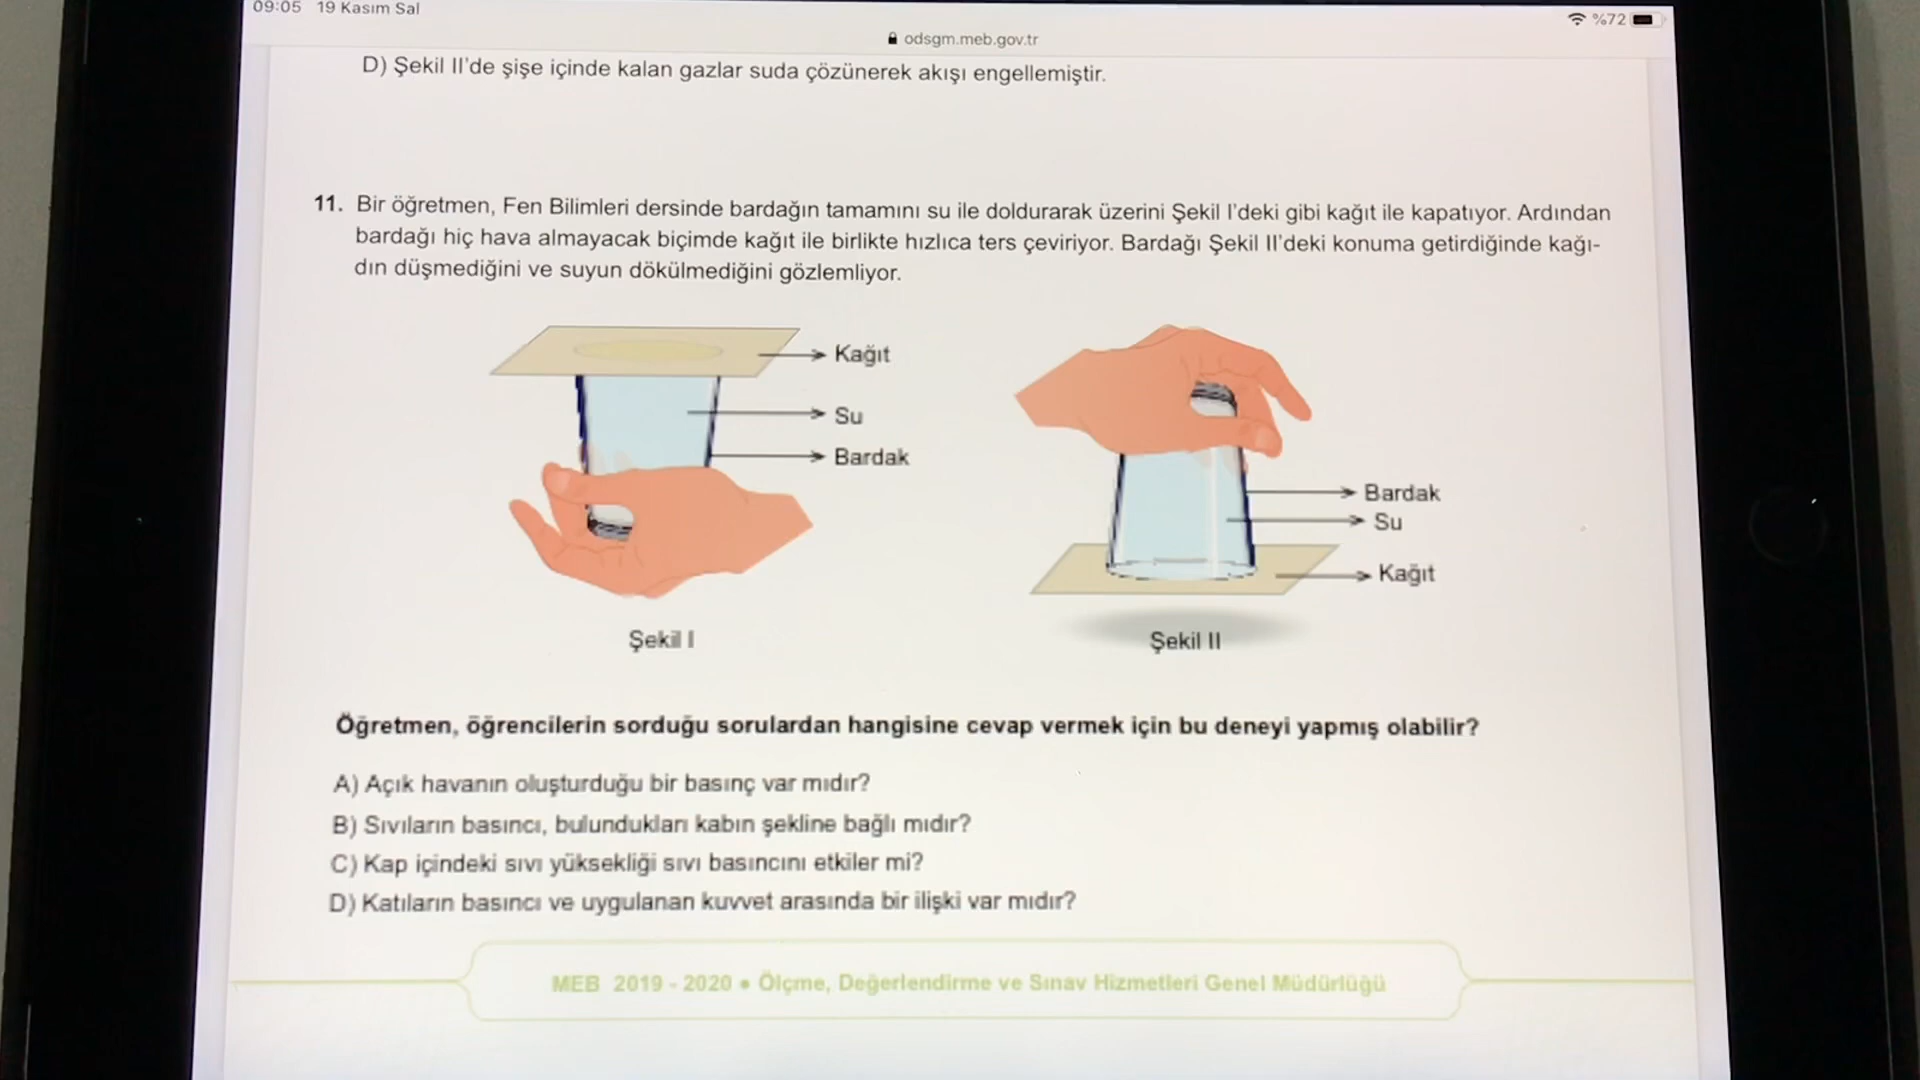 09:05 19 Kasım Sal
%72
odsgm.meb.gov.tr
D) Şekil II'de şişe içinde kalan gazlar suda çözünerek akışı engellemiştir.
11. Bir öğretmen, Fen Bilimleri dersinde bardağın tamamını su ile doldurarak üzerini Şekil I'deki gibi kağıt ile kapatıyor. Ardından
bardağı hiç hava almayacak biçimde kağıt ile birlikte hızlıca ters çeviriyor. Bardağı Şekil II'deki konuma getirdiğinde kağı-
dın düşmediğini ve suyun dökülmediğini gözlemliyor.
Kağıt
Su
Bardak
Şekil I
Bardak
Su
Kağıt
Şekil II
Öğretmen, öğrencilerin sorduğu sorulardan hangisine cevap vermek için bu deneyi yapmış olabilir?
A) Açık havanın oluşturduğu bir basınç var mıdır?
B) Sıvıların basıncı, bulundukları kabın şekline bağlı mıdır?
C) Kap içindeki sıvı yüksekliği sıvı basıncını etkiler mi?
D) Katıların basıncı ve uygulanan kuvvet arasında bir ilişki var mıdır?
MEB 2019 - 2020 • Ölçme, Değerlendirme ve Sınav Hizmetleri Genel Müdürlüğü